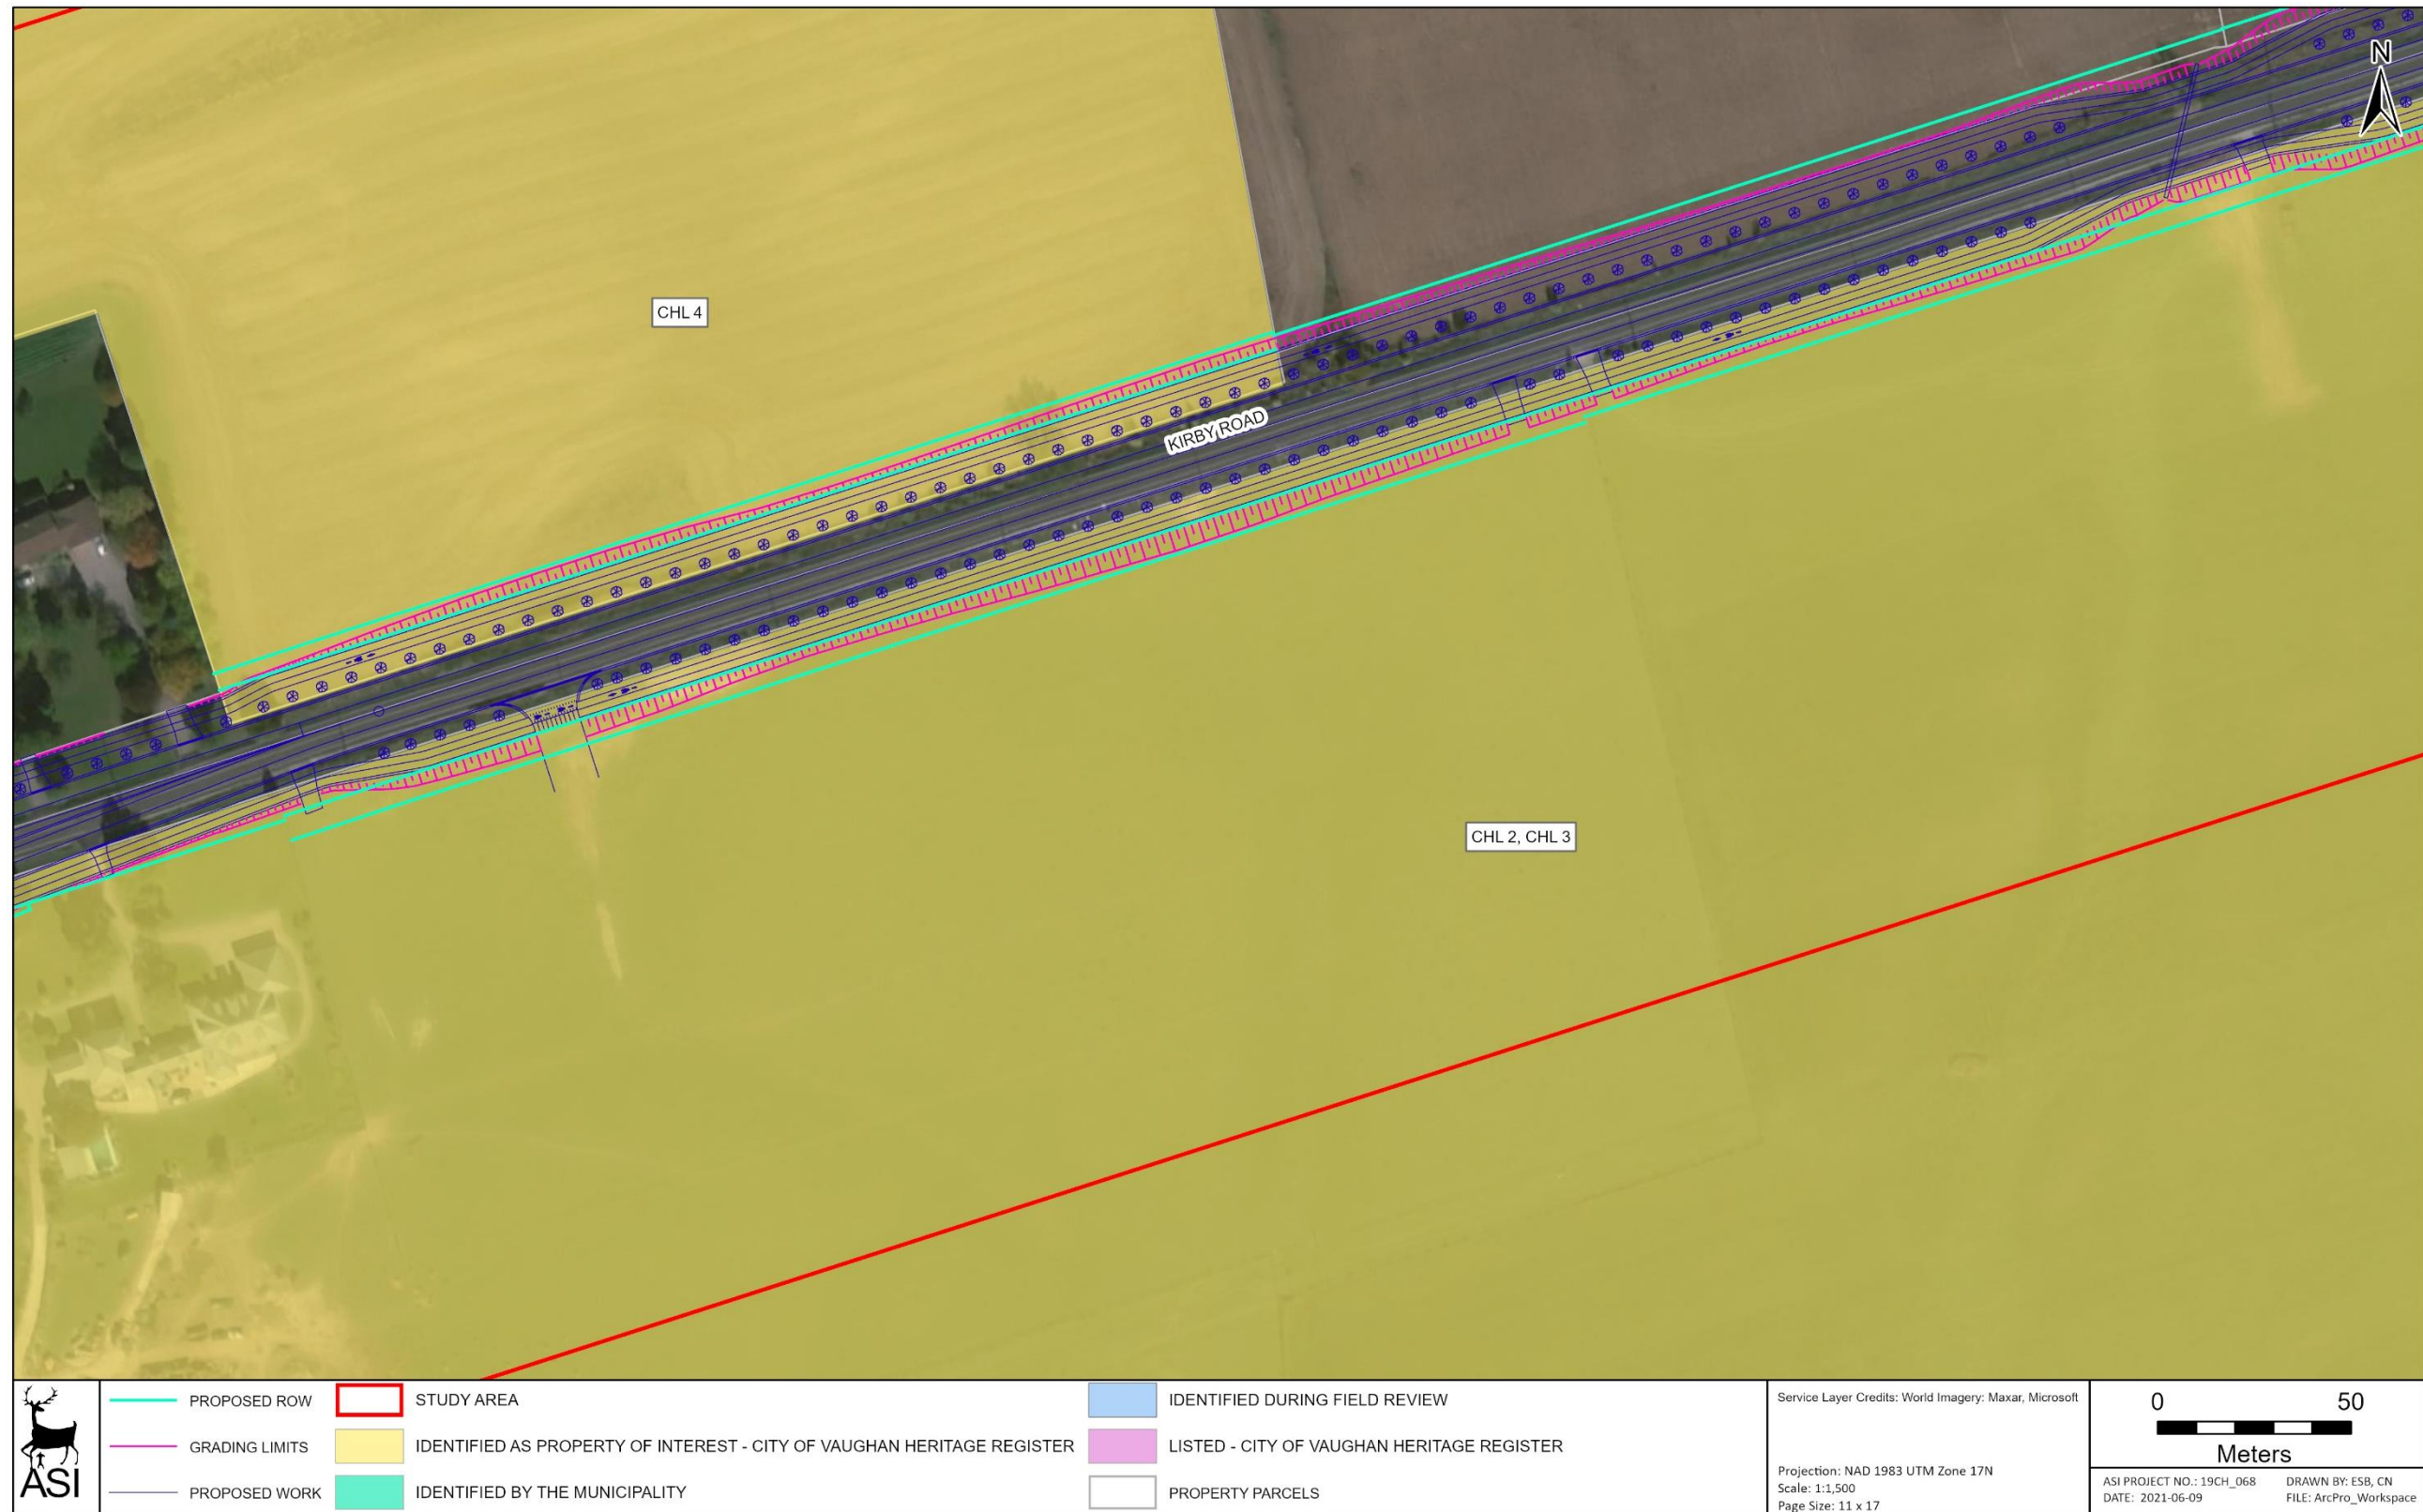 N
CHL 4
KIRBY ROAD
CHL 2, CHL 3
ASI
PROPOSED ROW
GRADING LIMITS
PROPOSED WORK
STUDY AREA
IDENTIFIED AS PROPERTY OF INTEREST - CITY OF VAUGHAN HERITAGE REGISTER
IDENTIFIED BY THE MUNICIPALITY
IDENTIFIED DURING FIELD REVIEW
LISTED - CITY OF VAUGHAN HERITAGE REGISTER
PROPERTY PARCELS
Service Layer Credits: World Imagery: Maxar, Microsoft
Projection: NAD 1983 UTM Zone 17N
Scale: 1:1,500
Page Size: 11 x 17
0 50
Meters
ASI PROJECT NO.: 19CH_068 DRAWN BY: ESB, CN
DATE: 2021-06-09 FILE: ArcPro_Workspace